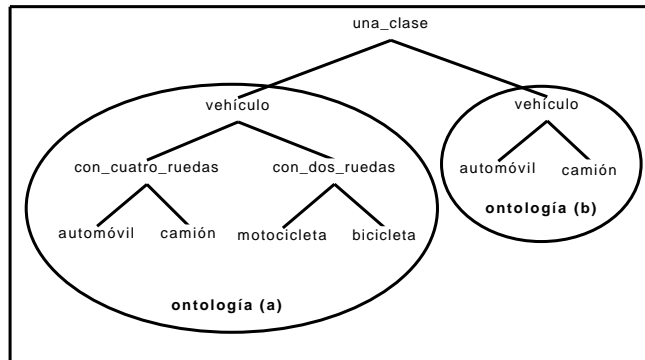 una_clase
vehículo vehículo
con_cuatro_ruedas con_dos_ruedas automóvil camión
ontología (b)
automóvil camión motocicleta bicicleta
ontología (a)